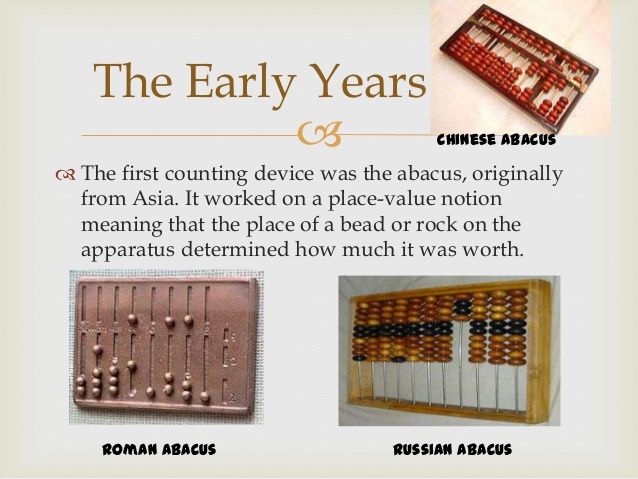 The Early Years
CHINESE ABACUS
The first counting device was the abacus, originally
from Asia. It worked on a place-value notion
meaning that the place of a bead or rock on the
apparatus determined how much it was worth.
ROMAN ABACUS
RUSSIAN ABACUS